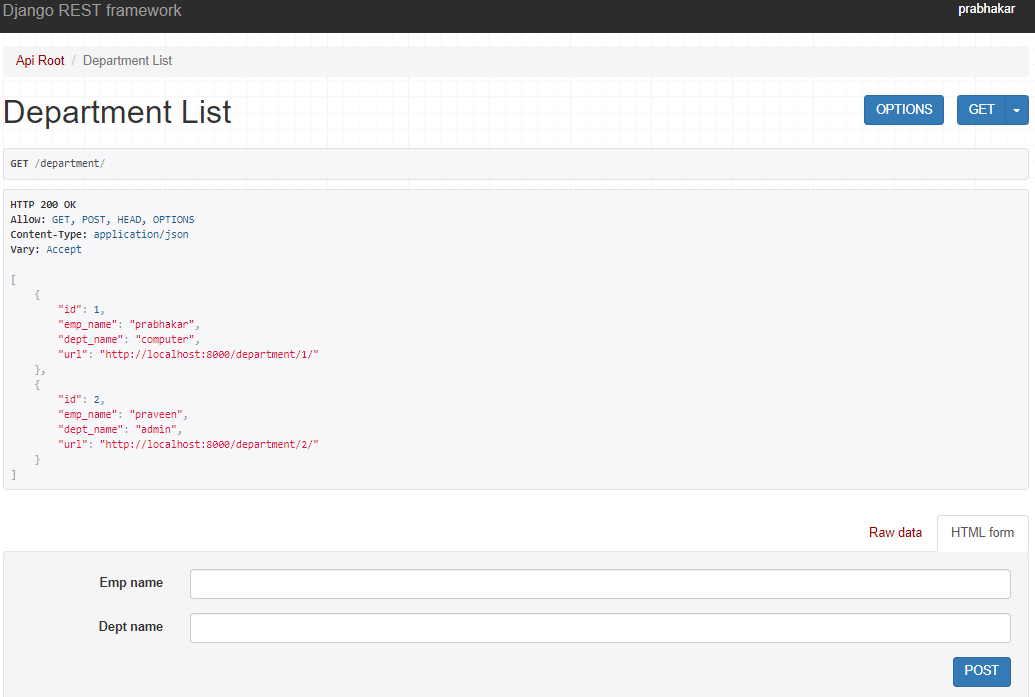 Django REST framework prabhakar
Api Root / Department List
Department List OPTIONS GET
GET /department/
HTTP 200 OK
Allow: GET, POST, HEAD, OPTIONS
Content-Type: application/json
Vary: Accept
[
    {
        "id": 1,
        "emp_name": "prabhakar",
        "dept_name": "computer",
        "url": "http://localhost:8000/department/1/"
    },
    {
        "id": 2,
        "emp_name": "praveen",
        "dept_name": "admin",
        "url": "http://localhost:8000/department/2/"
    }
]
Raw data HTML form
Emp name
Dept name
POST